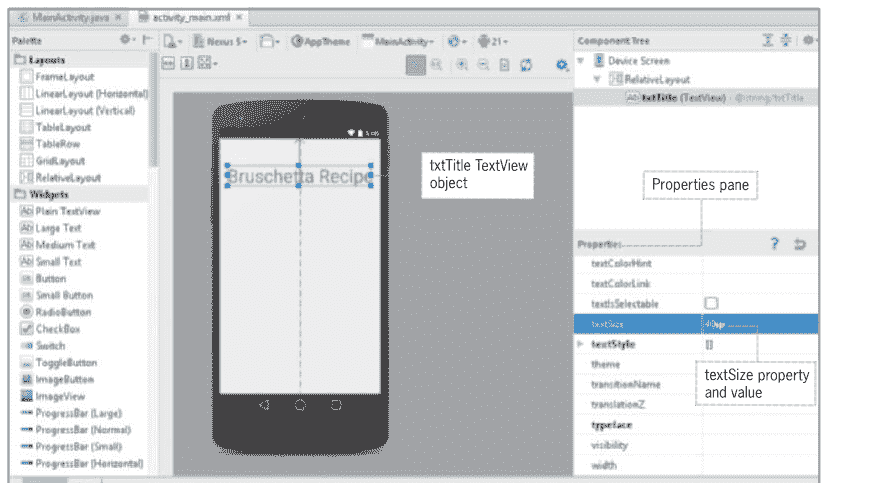 MainActivity.java
activity_main.xml
Palette
Nexus 5
AppTheme
MainActivity
21
Component Tree
Layouts
FrameLayout
LinearLayout (Horizontal)
LinearLayout (Vertical)
TableLayout
TableRow
GridLayout
RelativeLayout
Widgets
Plain TextView
Large Text
Medium Text
Small Text
Button
Small Button
RadioButton
CheckBox
Switch
ToggleButton
ImageButton
ImageView
ProgressBar (Large)
ProgressBar (Normal)
ProgressBar (Small)
ProgressBar (Horizontal)
Bruschetta Recipe
txtTitle TextView
object
Device Screen
RelativeLayout
Ab txtTitle (TextView) - @string/txtTitle
Properties pane
Properties
?
textColorHint
textColorLink
textIsSelectable
textSize 40sp
textStyle []
theme
transitionName
translationZ
typeface
visibility
width
textSize property
and value